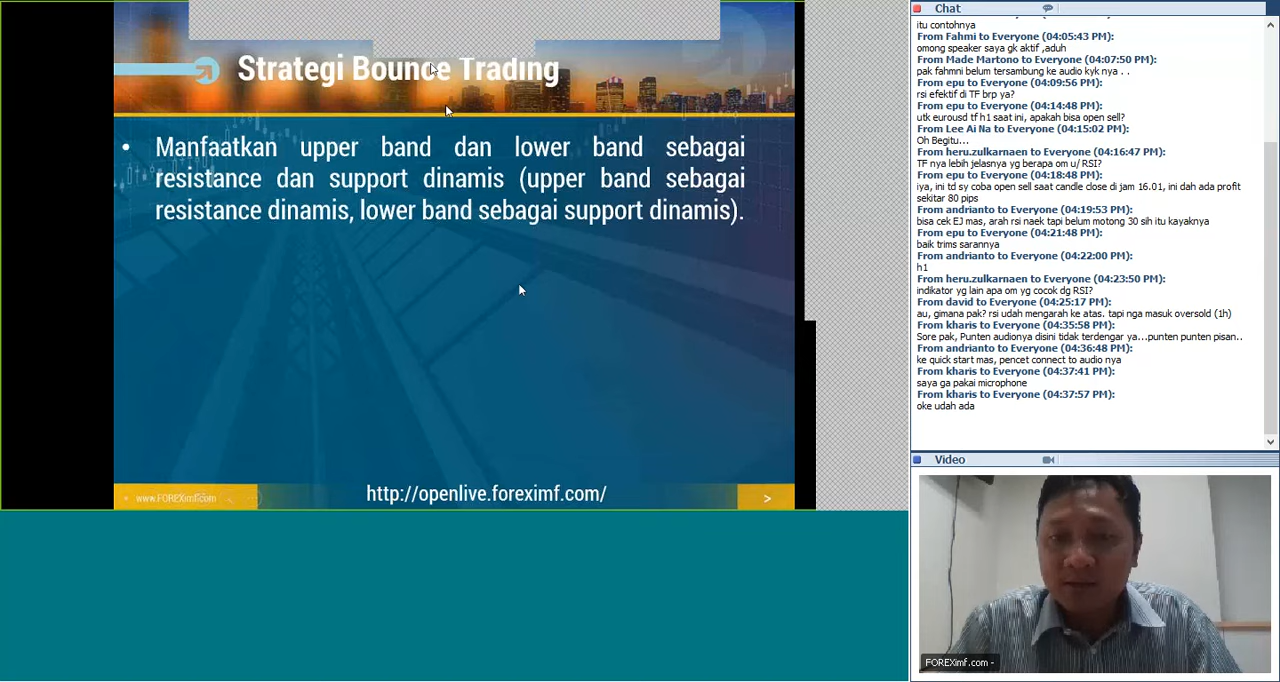 Strategi Bounce Trading
• Manfaatkan upper band dan lower band sebagai
resistance dan support dinamis (upper band sebagai
resistance dinamis, lower band sebagai support dinamis).
www.FOREXimf.com
http://openlive.foreximf.com/
>
Chat
itu contohnya
From Fahmi to Everyone (04:05:43 PM):
omong speaker saya gk aktif ,aduh
From Made Martono to Everyone (04:07:50 PM):
pak fahmni belum tersambung ke audio kyk nya . .
From epu to Everyone (04:09:56 PM):
rsi efektif di TF brp ya?
From epu to Everyone (04:14:48 PM):
utk eurousd tf h1 saat ini, apakah bisa open sell?
From Lee Ai Na to Everyone (04:15:02 PM):
Oh Begitu...
From heru.zulkarnaen to Everyone (04:16:47 PM):
TF nya lebih jelasnya yg berapa om u/ RSI?
From epu to Everyone (04:18:48 PM):
iya, ini td sy coba open sell saat candle close di jam 16.01, ini dah ada profit
sekitar 80 pips
From andrianto to Everyone (04:19:53 PM):
bisa cek EJ mas, arah rsi naek tapi belum motong 30 sih itu kayaknya
From epu to Everyone (04:21:48 PM):
baik trims sarannya
From andrianto to Everyone (04:22:00 PM):
h1
From heru.zulkarnaen to Everyone (04:23:50 PM):
indikator yg lain apa om yg cocok dg RSI?
From david to Everyone (04:25:17 PM):
au, gimana pak? rsi udah mengarah ke atas. tapi nga masuk oversold (1h)
From kharis to Everyone (04:35:58 PM):
Sore pak, Punten audionya disini tidak terdengar ya...punten punten pisan..
From andrianto to Everyone (04:36:48 PM):
ke quick start mas, pencet connect to audio nya
From kharis to Everyone (04:37:41 PM):
saya ga pakai microphone
From kharis to Everyone (04:37:57 PM):
oke udah ada
Video
FOREXimf.com -